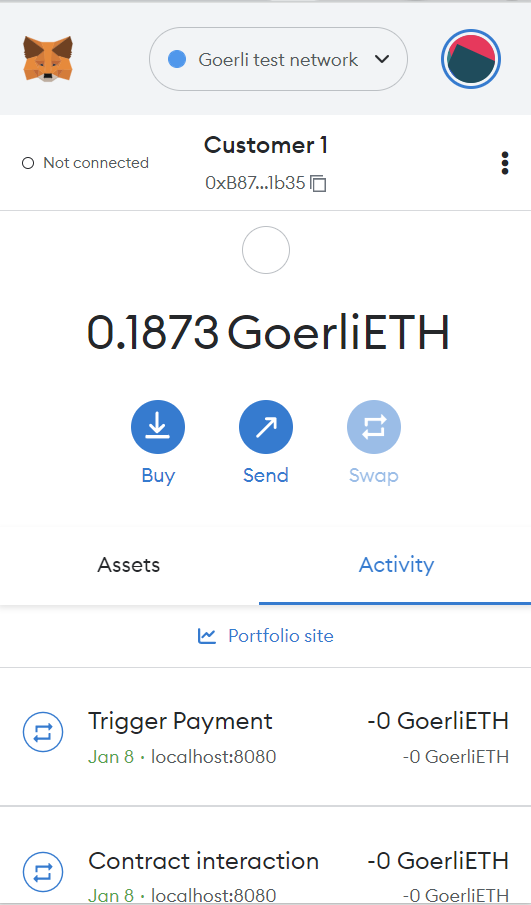 Goerli test network
Customer 1
Not connected
0xB87...1b35
0.1873 GoerliETH
Buy Send Swap
Assets Activity
Portfolio site
Trigger Payment -0 GoerliETH
Jan 8 · localhost:8080 -0 GoerliETH
Contract interaction -0 GoerliETH
Jan 8 · localhost:8080 -0 GoerliETH